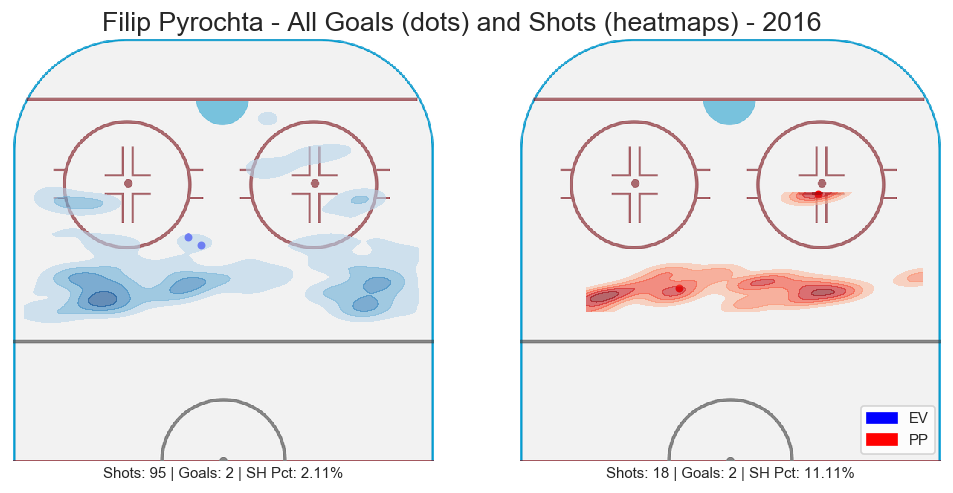 Filip Pyrochta - All Goals (dots) and Shots (heatmaps) - 2016
EV
PP
Shots: 95 | Goals: 2 | SH Pct: 2.11%
Shots: 18 | Goals: 2 | SH Pct: 11.11%